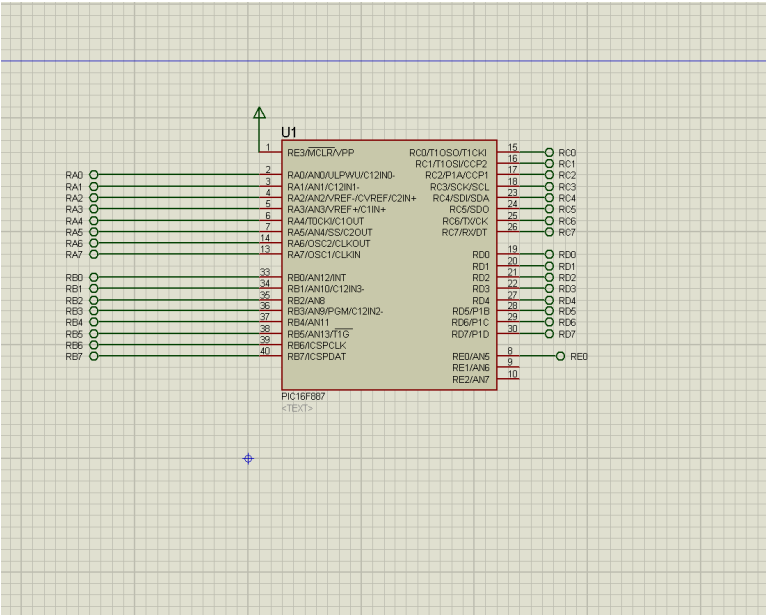 U1
1 RE3/MCLR/VPP RC0/T1OSO/T1CKI 15 RC0
RC1/T1OSI/CCP2 16 RC1
RA0 2 RA0/AN0/ULPWU/C12IN0- RC2/P1A/CCP1 17 RC2
RA1 3 RA1/AN1/C12IN1- RC3/SCK/SCL 18 RC3
RA2 4 RA2/AN2/VREF-/CVREF/C2IN+ RC4/SDI/SDA 23 RC4
RA3 5 RA3/AN3/VREF+/C1IN+ RC5/SDO 24 RC5
RA4 6 RA4/T0CKI/C1OUT RC6/TX/CK 25 RC6
RA5 7 RA5/AN4/SS/C2OUT RC7/RX/DT 26 RC7
RA6 14 RA6/OSC2/CLKOUT
RA7 13 RA7/OSC1/CLKIN RD0 19 RD0
RD1 20 RD1
RB0 33 RB0/AN12/INT RD2 21 RD2
RB1 34 RB1/AN10/C12IN3- RD3 22 RD3
RB2 35 RB2/AN8 RD4 27 RD4
RB3 36 RB3/AN9/PGM/C12IN2- RD5/P1B 28 RD5
RB4 37 RB4/AN11 RD6/P1C 29 RD6
RB5 38 RB5/AN13/T1G RD7/P1D 30 RD7
RB6 39 RB6/ICSPCLK
RB7 40 RB7/ICSPDAT RE0/AN5 8 RE0
RE1/AN6 9
RE2/AN7 10
PIC16F887
<TEXT>